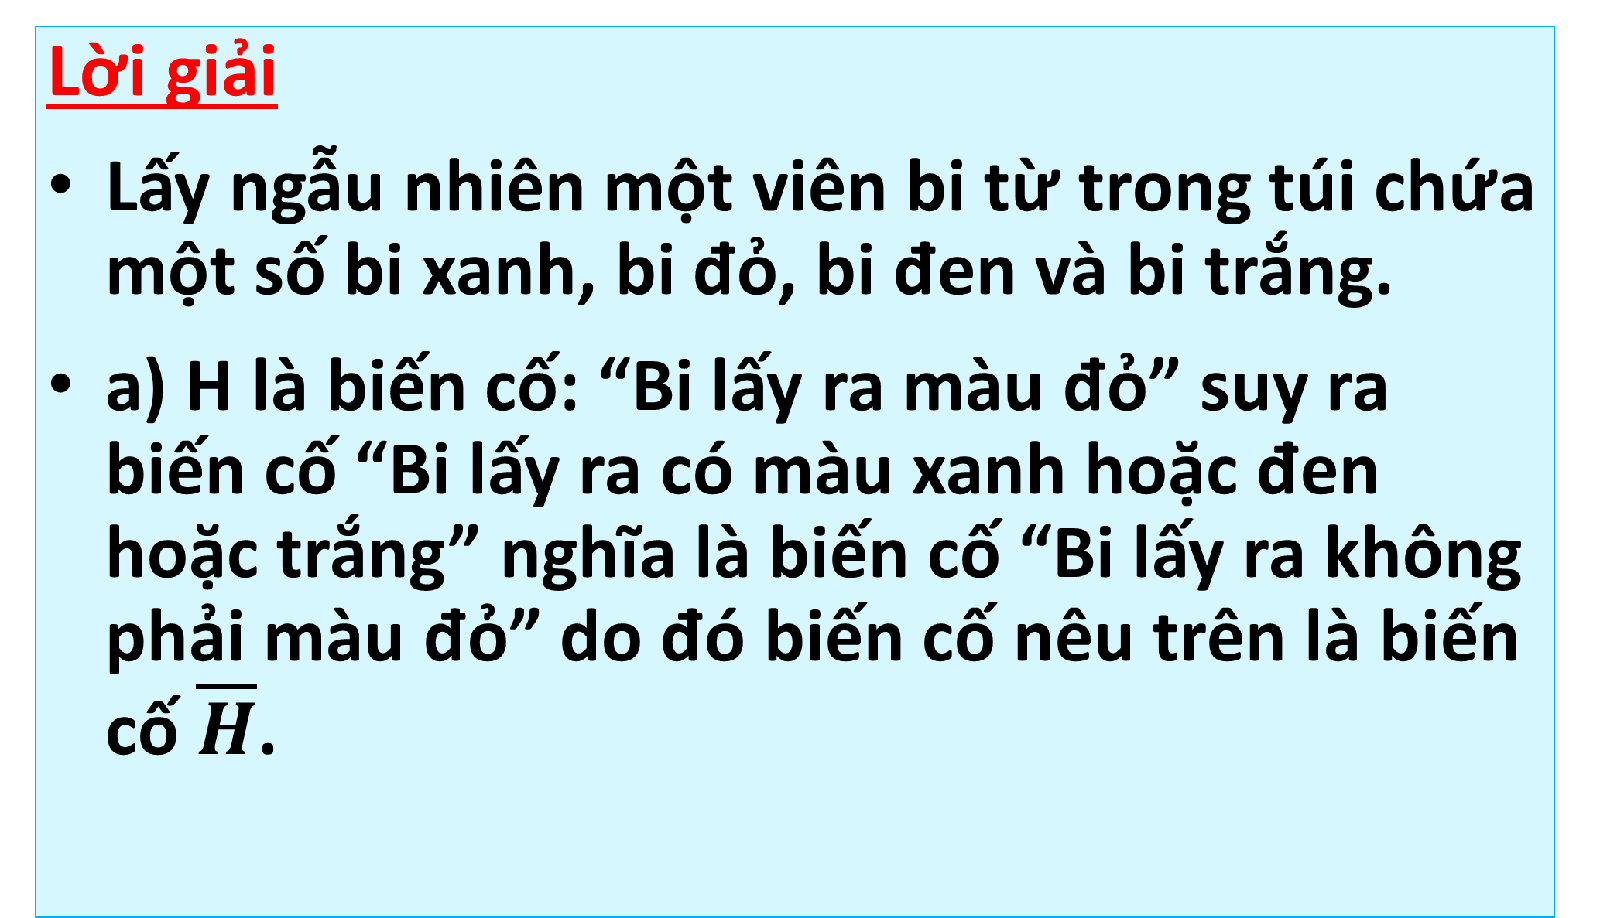 Lời giải
• Lấy ngẫu nhiên một viên bi từ trong túi chứa
một số bi xanh, bi đỏ, bi đen và bi trắng.
• a) H là biến cố: “Bi lấy ra màu đỏ” suy ra
biến cố “Bi lấy ra có màu xanh hoặc đen
hoặc trắng” nghĩa là biến cố “Bi lấy ra không
phải màu đỏ” do đó biến cố nêu trên là biến
cố H̅.